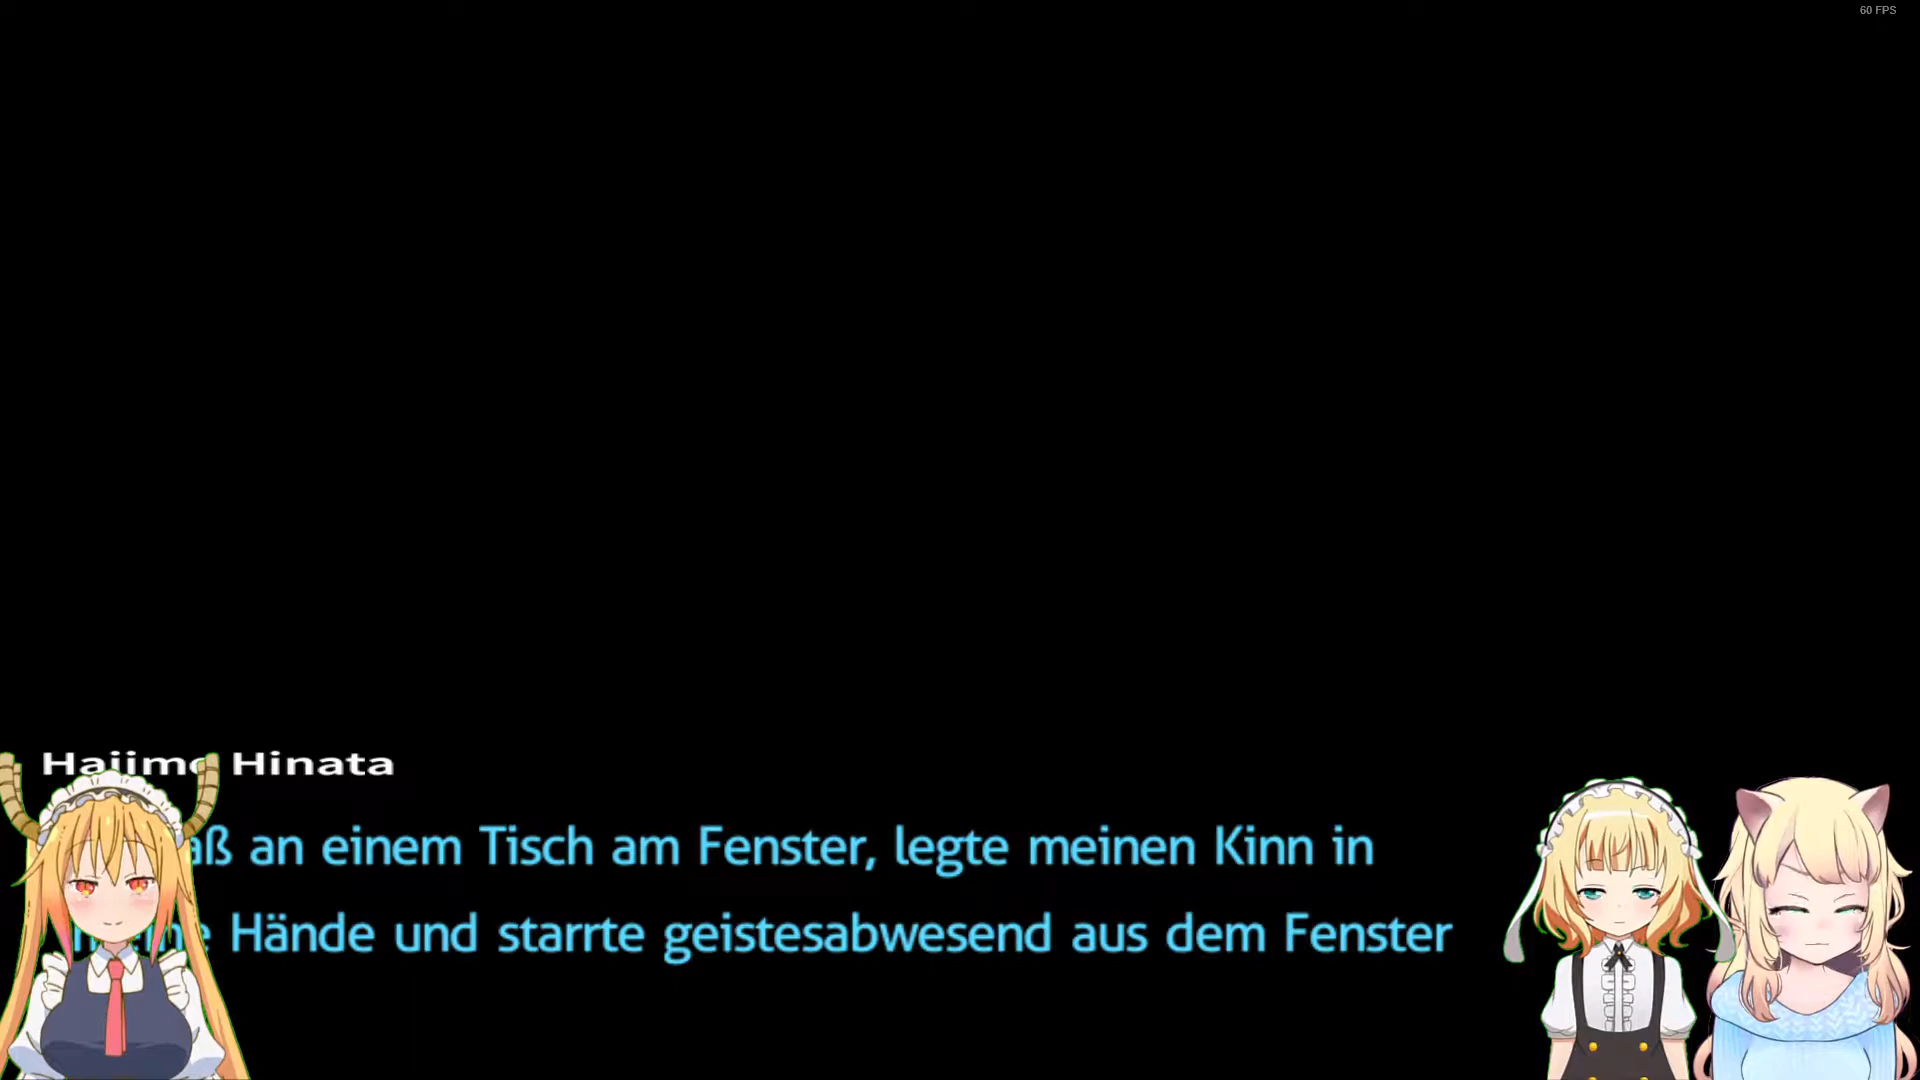 60 FPS
Hajime Hinata
an einem Tisch am Fenster, legte meinen Kinn in
Hände und starrte geistesabwesend aus dem Fenster